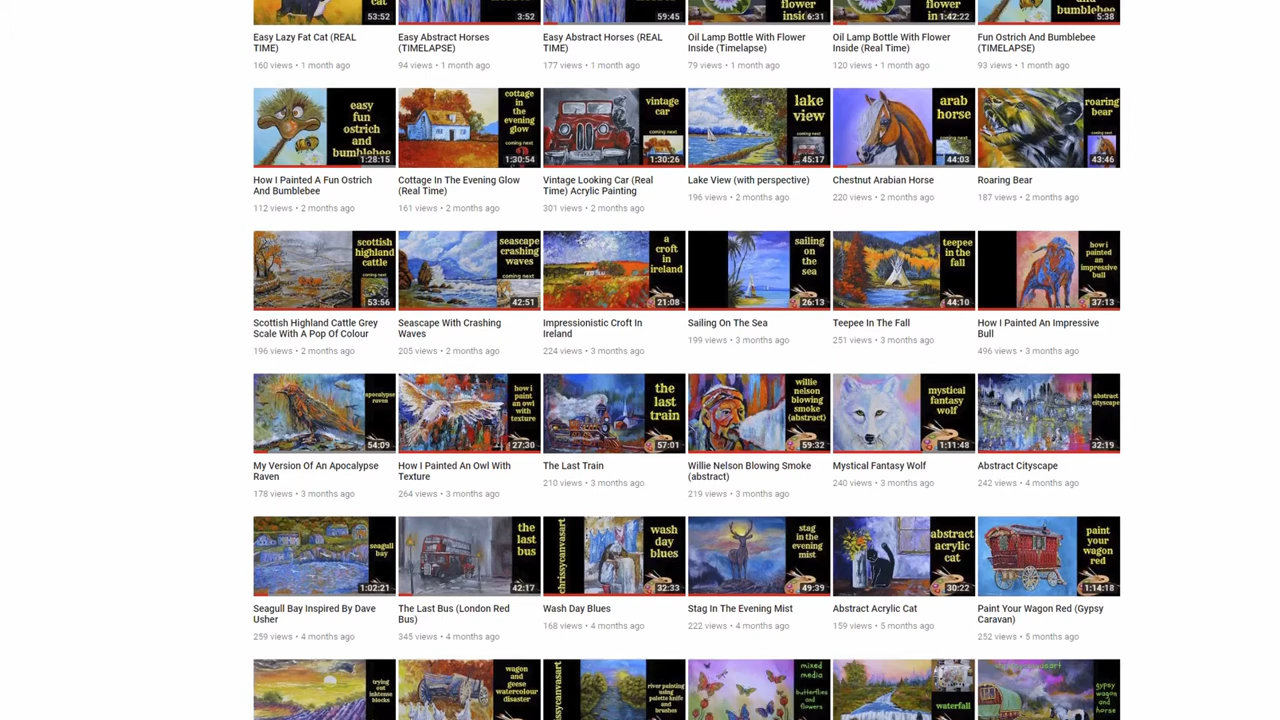 cat
53:52
3:52
59:45
flower
inside
6:31
flower
1:42:22
bumblebee
5:38
Easy Lazy Fat Cat (REAL
TIME)
160 views • 1 month ago
Easy Abstract Horses
(TIMELAPSE)
94 views • 1 month ago
Easy Abstract Horses (REAL
TIME)
177 views • 1 month ago
Oil Lamp Bottle With Flower
Inside (Timelapse)
79 views • 1 month ago
Oil Lamp Bottle With Flower
Inside (Real Time)
120 views • 1 month ago
Fun Ostrich And Bumblebee
(TIMELAPSE)
93 views • 1 month ago
easy
fun
ostrich
and
bumblebee
1:28:15
How I Painted A Fun Ostrich
And Bumblebee
112 views • 2 months ago
cottage
in
the
evening
glow
coming next
1:30:54
Cottage In The Evening Glow
(Real Time)
161 views • 2 months ago
vintage
car
coming next
1:30:26
Vintage Looking Car (Real
Time) Acrylic Painting
301 views • 2 months ago
lake
view
coming next
45:17
Lake View (with perspective)
196 views • 2 months ago
arab
horse
coming next
44:03
Chestnut Arabian Horse
220 views • 2 months ago
roaring
bear
coming next
43:46
Roaring Bear
187 views • 2 months ago
scottish
highland
cattle
coming next
53:56
Scottish Highland Cattle Grey
Scale With A Pop Of Colour
196 views • 2 months ago
seascape
crashing
waves
coming next
42:51
Seascape With Crashing
Waves
205 views • 2 months ago
a
croft
in
ireland
21:08
Impressionistic Croft In
Ireland
224 views • 3 months ago
sailing
on
the
sea
26:13
Sailing On The Sea
199 views • 3 months ago
teepee
in the
fall
44:10
Teepee In The Fall
251 views • 3 months ago
how i
painted
an
impressive
bull
37:13
How I Painted An Impressive
Bull
496 views • 3 months ago
apocalypse
raven
54:09
My Version Of An Apocalypse
Raven
178 views • 3 months ago
how i
paint
an owl
with
texture
27:30
How I Painted An Owl With
Texture
264 views • 3 months ago
the
last
train
57:01
The Last Train
210 views • 3 months ago
willie
nelson
blowing
smoke
(abstract)
59:32
Willie Nelson Blowing Smoke
(abstract)
219 views • 3 months ago
mystical
fantasy
wolf
1:11:48
Mystical Fantasy Wolf
240 views • 3 months ago
abstract
cityscape
32:19
Abstract Cityscape
242 views • 4 months ago
seagull
bay
1:02:21
Seagull Bay Inspired By Dave
Usher
259 views • 4 months ago
the
last
bus
42:17
The Last Bus (London Red
Bus)
345 views • 4 months ago
chrissycanvasart
wash
day
blues
32:33
Wash Day Blues
168 views • 4 months ago
stag
in the
evening
mist
49:39
Stag In The Evening Mist
222 views • 4 months ago
abstract
acrylic
cat
30:22
Abstract Acrylic Cat
159 views • 5 months ago
paint
your
wagon
red
1:14:18
Paint Your Wagon Red (Gypsy
Caravan)
252 views • 5 months ago
trying
out
inktense
blocks
wagon
and
geese
watercolour
disaster
river painting
using
palette knife
and
brushes
mixed
media
butterflies
and
flowers
waterfall
gypsy
wagon
and
horse